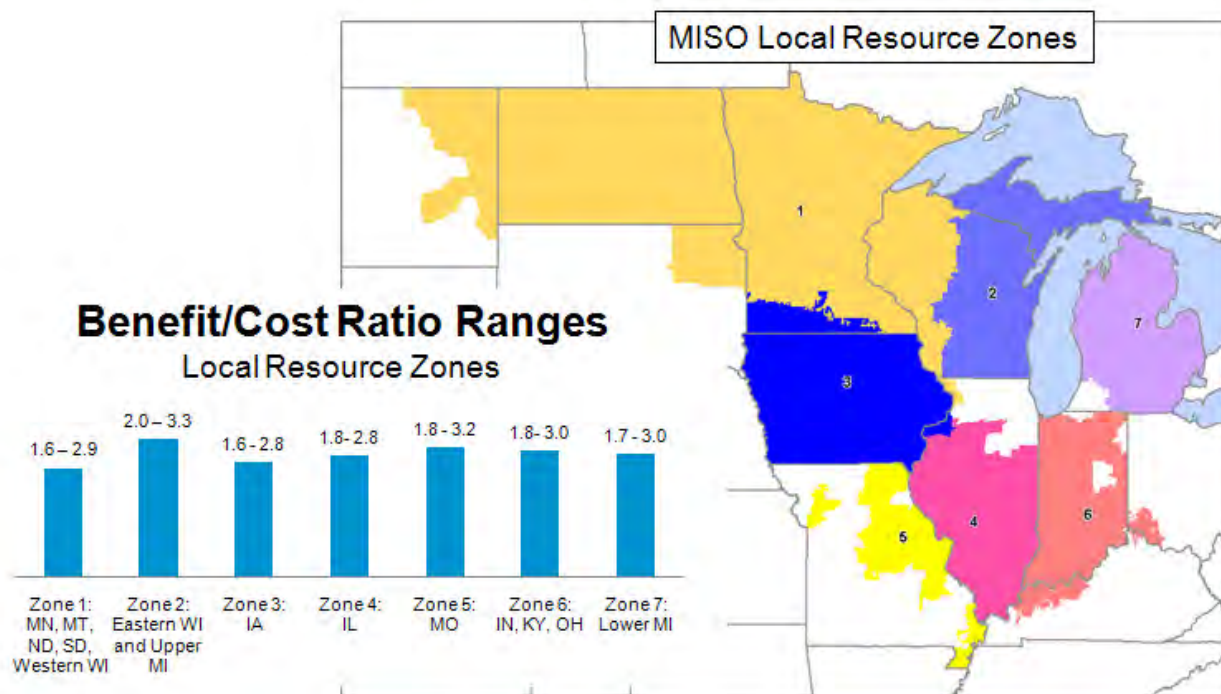 MISO Local Resource Zones
1
2
7
3
4
6
5
Benefit/Cost Ratio Ranges
Local Resource Zones
1.6 – 2.9
2.0 – 3.3
1.6 - 2.8
1.8 - 2.8
1.8 - 3.2
1.8 - 3.0
1.7 - 3.0
Zone 1:
MN, MT,
ND, SD,
Western WI
Zone 2:
Eastern WI
and Upper
MI
Zone 3:
IA
Zone 4:
IL
Zone 5:
MO
Zone 6:
IN, KY, OH
Zone 7:
Lower MI